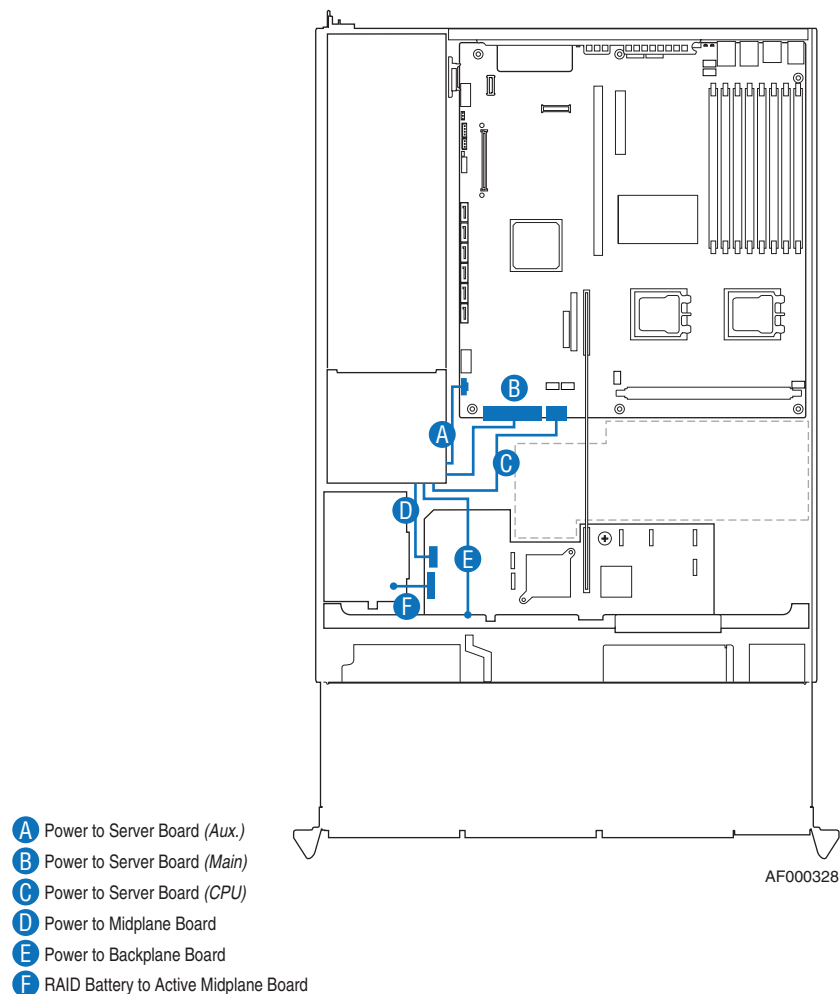 B
A
C
D
E
F
AF000328
A Power to Server Board (Aux.)
B Power to Server Board (Main)
C Power to Server Board (CPU)
D Power to Midplane Board
E Power to Backplane Board
F RAID Battery to Active Midplane Board